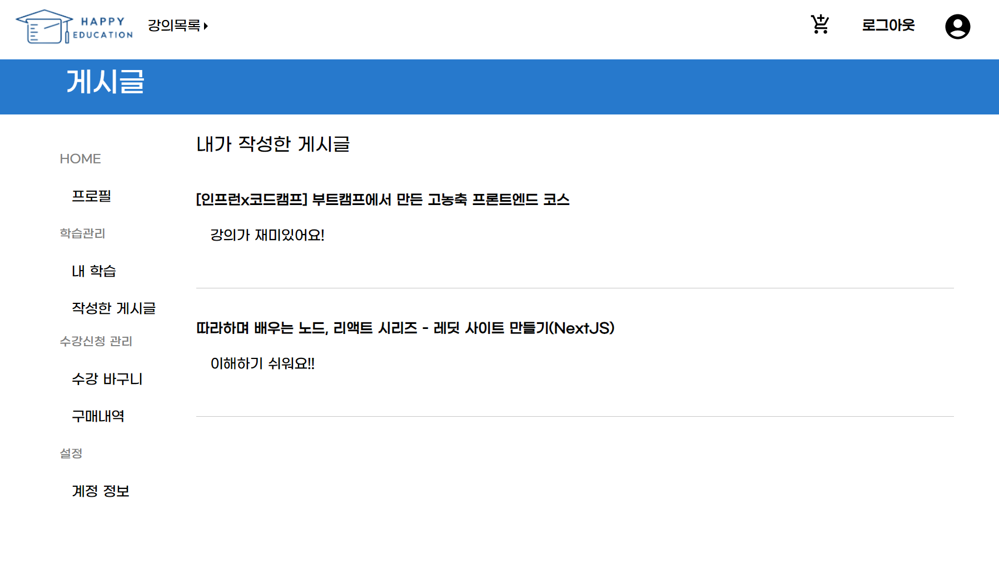 HAPPY
EDUCATION
강의목록
로그아웃
게시글
HOME
프로필
학습관리
내 학습
작성한 게시글
수강신청 관리
수강 바구니
구매내역
설정
계정 정보
내가 작성한 게시글
[인프런x코드캠프] 부트캠프에서 만든 고농축 프론트엔드 코스
강의가 재미있어요!
따라하며 배우는 노드, 리액트 시리즈 - 레딧 사이트 만들기(NextJS)
이해하기 쉬워요!!